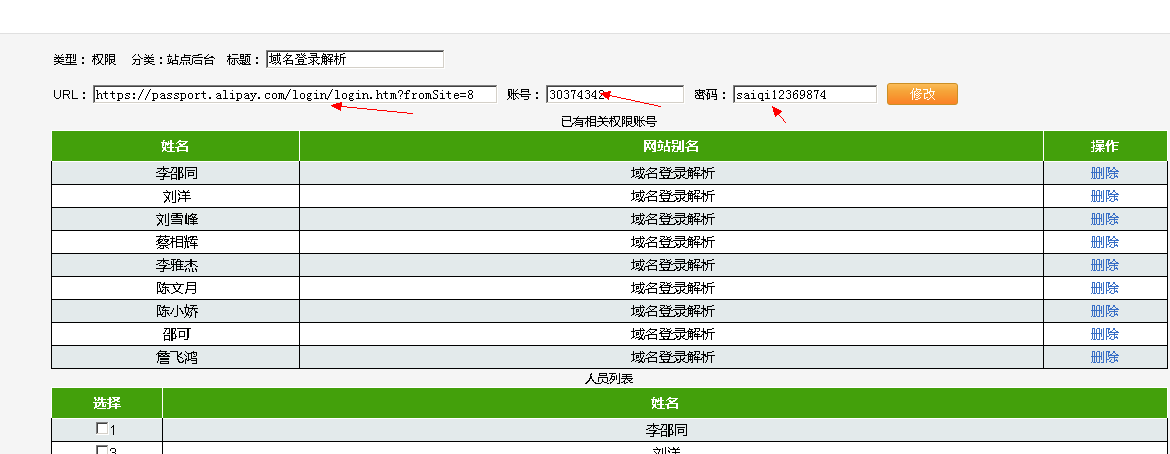 类型： 权限 分类：站点后台 标题： 域名登录解析
URL： https://passport.alipay.com/login/login.htm?fromSite=8 账号： 30374342 密码： saiqi12369874 修改
已有相关权限账号
姓名 网站别名 操作
李邵同 域名登录解析 删除
刘洋 域名登录解析 删除
刘雪峰 域名登录解析 删除
蔡相辉 域名登录解析 删除
李雅杰 域名登录解析 删除
陈文月 域名登录解析 删除
陈小娇 域名登录解析 删除
邵可 域名登录解析 删除
詹飞鸿 域名登录解析 删除
人员列表
选择 姓名
1 李邵同
3 刘洋